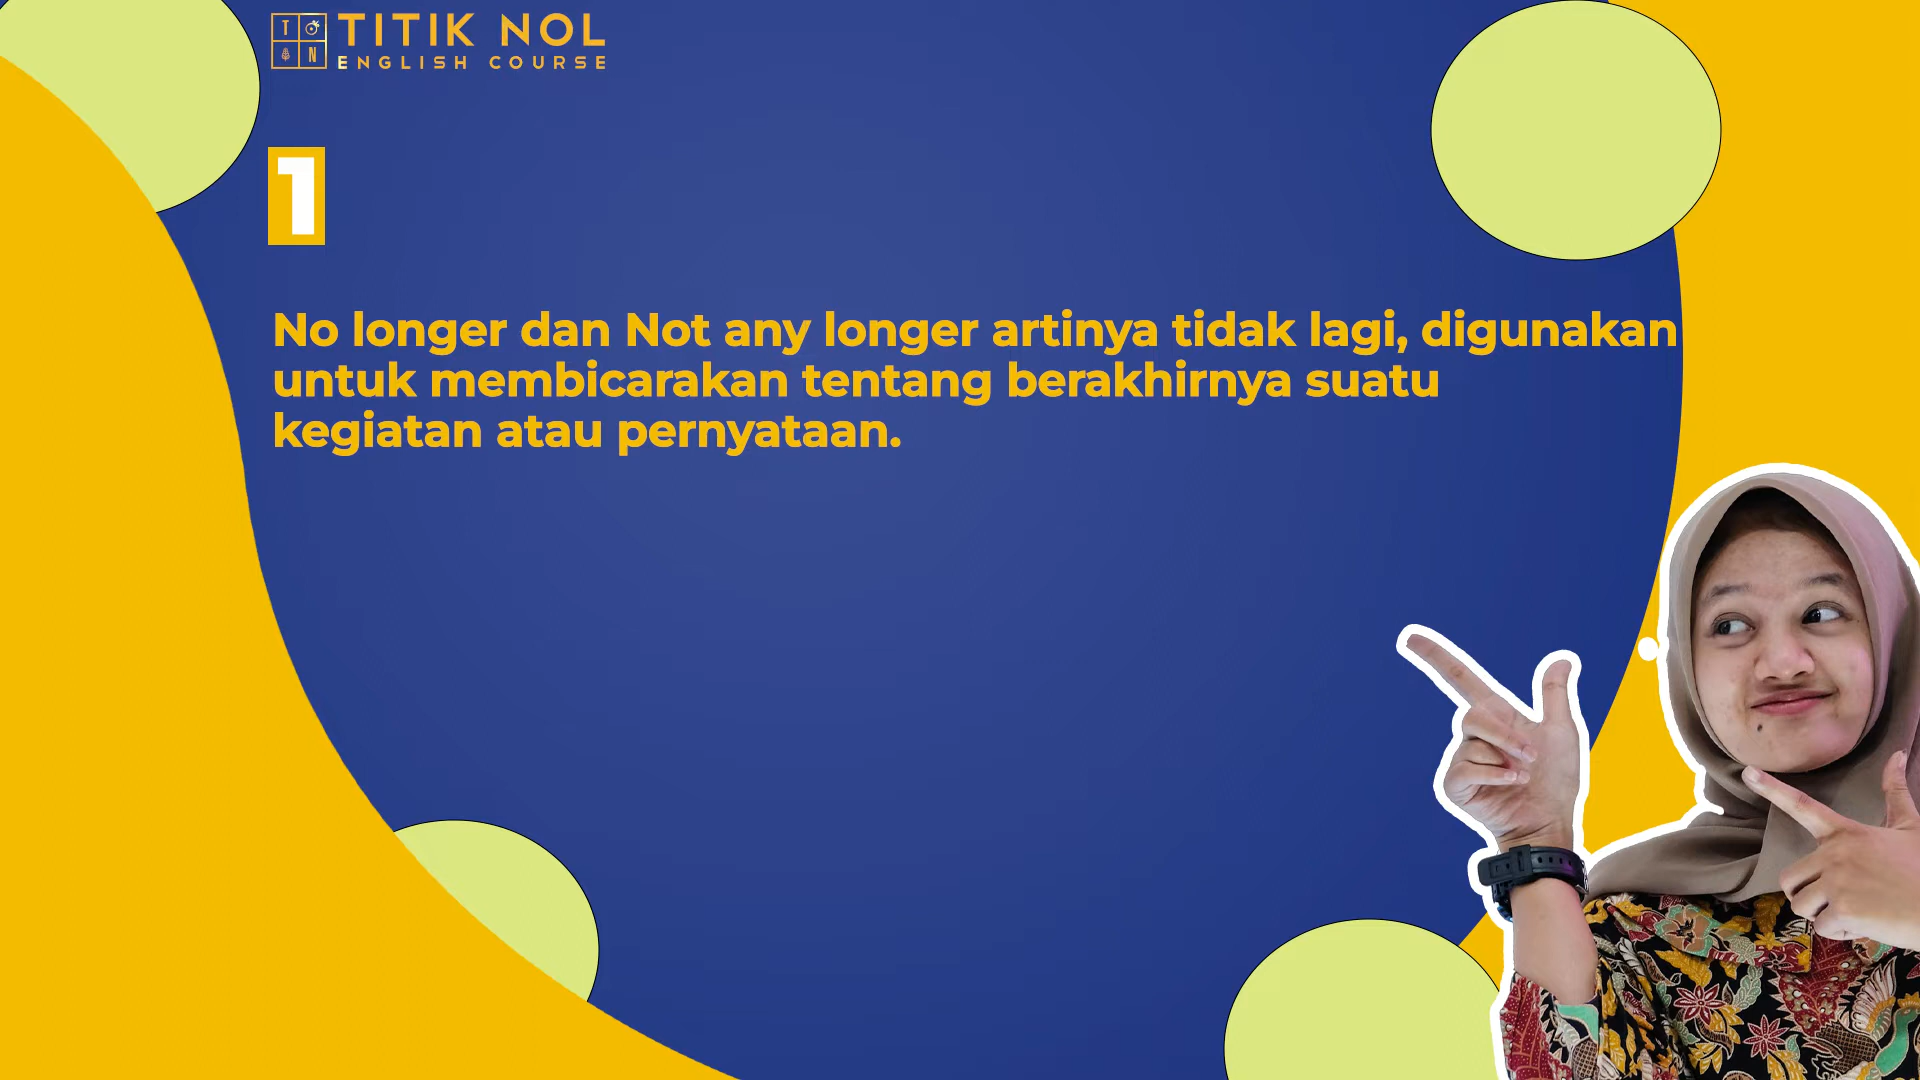 T
N
TITIK NOL
ENGLISH COURSE
1
No longer dan Not any longer artinya tidak lagi, digunakan
untuk membicarakan tentang berakhirnya suatu
kegiatan atau pernyataan.